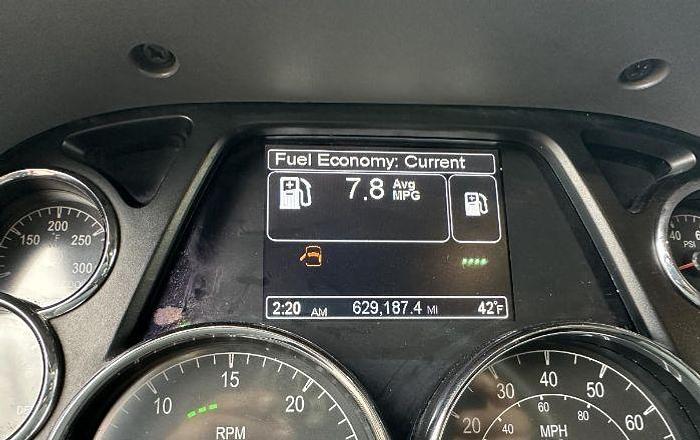 Fuel Economy: Current
7.8 Avg MPG
2:20 AM 629,187.4 MI 42°F
150 200 250 300
°F
40
PSI
10 15 20
RPM
20 30 40 50 60
40 60 80
MPH